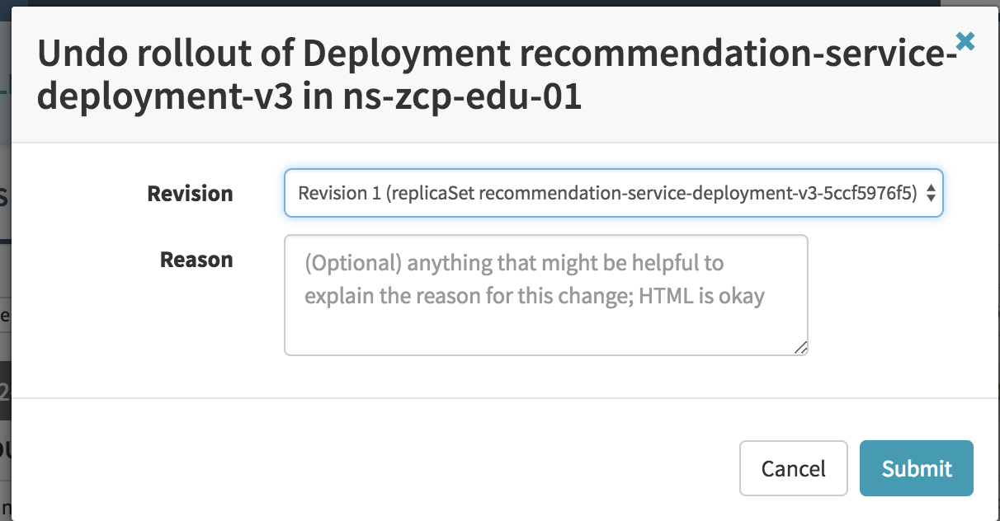 Undo rollout of Deployment recommendation-service-
deployment-v3 in ns-zcp-edu-01
Revision
Revision 1 (replicaSet recommendation-service-deployment-v3-5ccf5976f5)
Reason
(Optional) anything that might be helpful to
explain the reason for this change; HTML is okay
Cancel
Submit